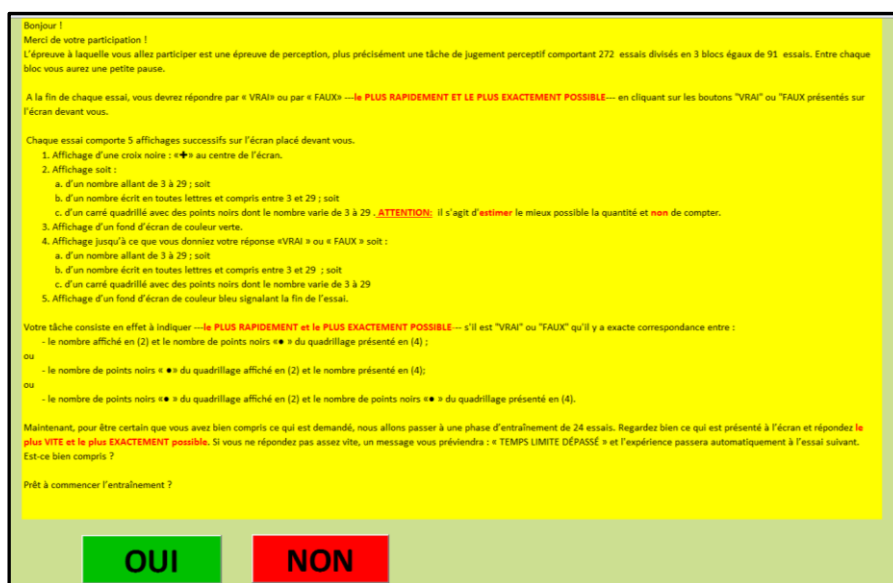 Bonjour !
Merci de votre participation !
L'épreuve à laquelle vous allez participer est une épreuve de perception, plus précisément une tâche de jugement perceptif comportant 272 essais divisés en 3 blocs égaux de 91 essais. Entre chaque
bloc vous aurez une petite pause.
A la fin de chaque essai, vous devrez répondre par « VRAI» ou par « FAUX» ---le PLUS RAPIDEMENT ET LE PLUS EXACTEMENT POSSIBLE--- en cliquant sur les boutons "VRAI" ou "FAUX présentés sur
l'écran devant vous.
Chaque essai comporte 5 affichages successifs sur l'écran placé devant vous.
1. Affichage d'une croix noire : «✚» au centre de l'écran.
2. Affichage soit :
a. d'un nombre allant de 3 à 29 ; soit
b. d'un nombre écrit en toutes lettres et compris entre 3 et 29 ; soit
c. d'un carré quadrillé avec des points noirs dont le nombre varie de 3 à 29 . ATTENTION: il s'agit d'estimer le mieux possible la quantité et non de compter.
3. Affichage d'un fond d'écran de couleur verte.
4. Affichage jusqu'à ce que vous donniez votre réponse «VRAI » ou « FAUX » soit :
a. d'un nombre allant de 3 à 29 ; soit
b. d'un nombre écrit en toutes lettres et compris entre 3 et 29 ; soit
c. d'un carré quadrillé avec des points noirs dont le nombre varie de 3 à 29
5. Affichage d'un fond d'écran de couleur bleu signalant la fin de l'essai.
Votre tâche consiste en effet à indiquer ---le PLUS RAPIDEMENT et le PLUS EXACTEMENT POSSIBLE--- s'il est "VRAI" ou "FAUX" qu'il y a exacte correspondance entre :
- le nombre affiché en (2) et le nombre de points noirs «● » du quadrillage présenté en (4) ;
ou
- le nombre de points noirs « ●» du quadrillage affiché en (2) et le nombre présenté en (4);
ou
- le nombre de points noirs «● » du quadrillage affiché en (2) et le nombre de points noirs «● » du quadrillage présenté en (4).
Maintenant, pour être certain que vous avez bien compris ce qui est demandé, nous allons passer à une phase d'entraînement de 24 essais. Regardez bien ce qui est présenté à l'écran et répondez le
plus VITE et le plus EXACTEMENT possible. Si vous ne répondez pas assez vite, un message vous préviendra : « TEMPS LIMITE DÉPASSÉ » et l'expérience passera automatiquement à l'essai suivant.
Est-ce bien compris ?
Prêt à commencer l'entraînement ?
OUI NON